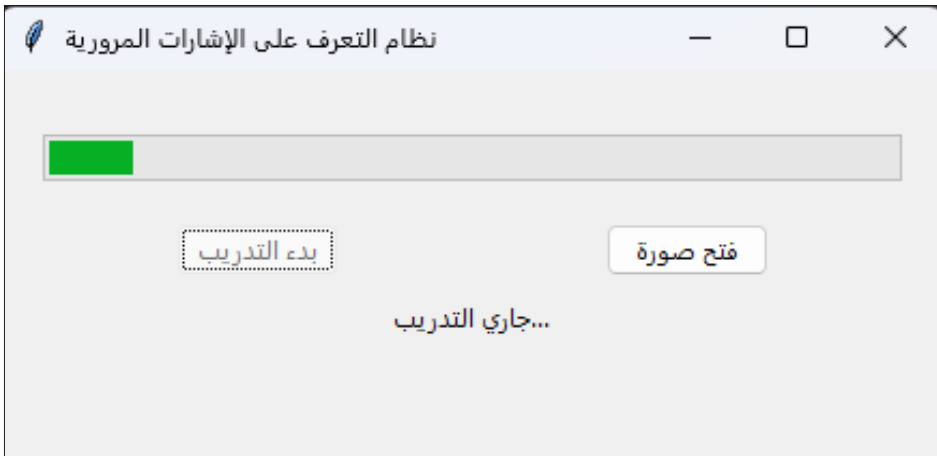 نظام التعرف على الإشارات المرورية
فتح صورة
بدء التدريب
...جاري التدريب